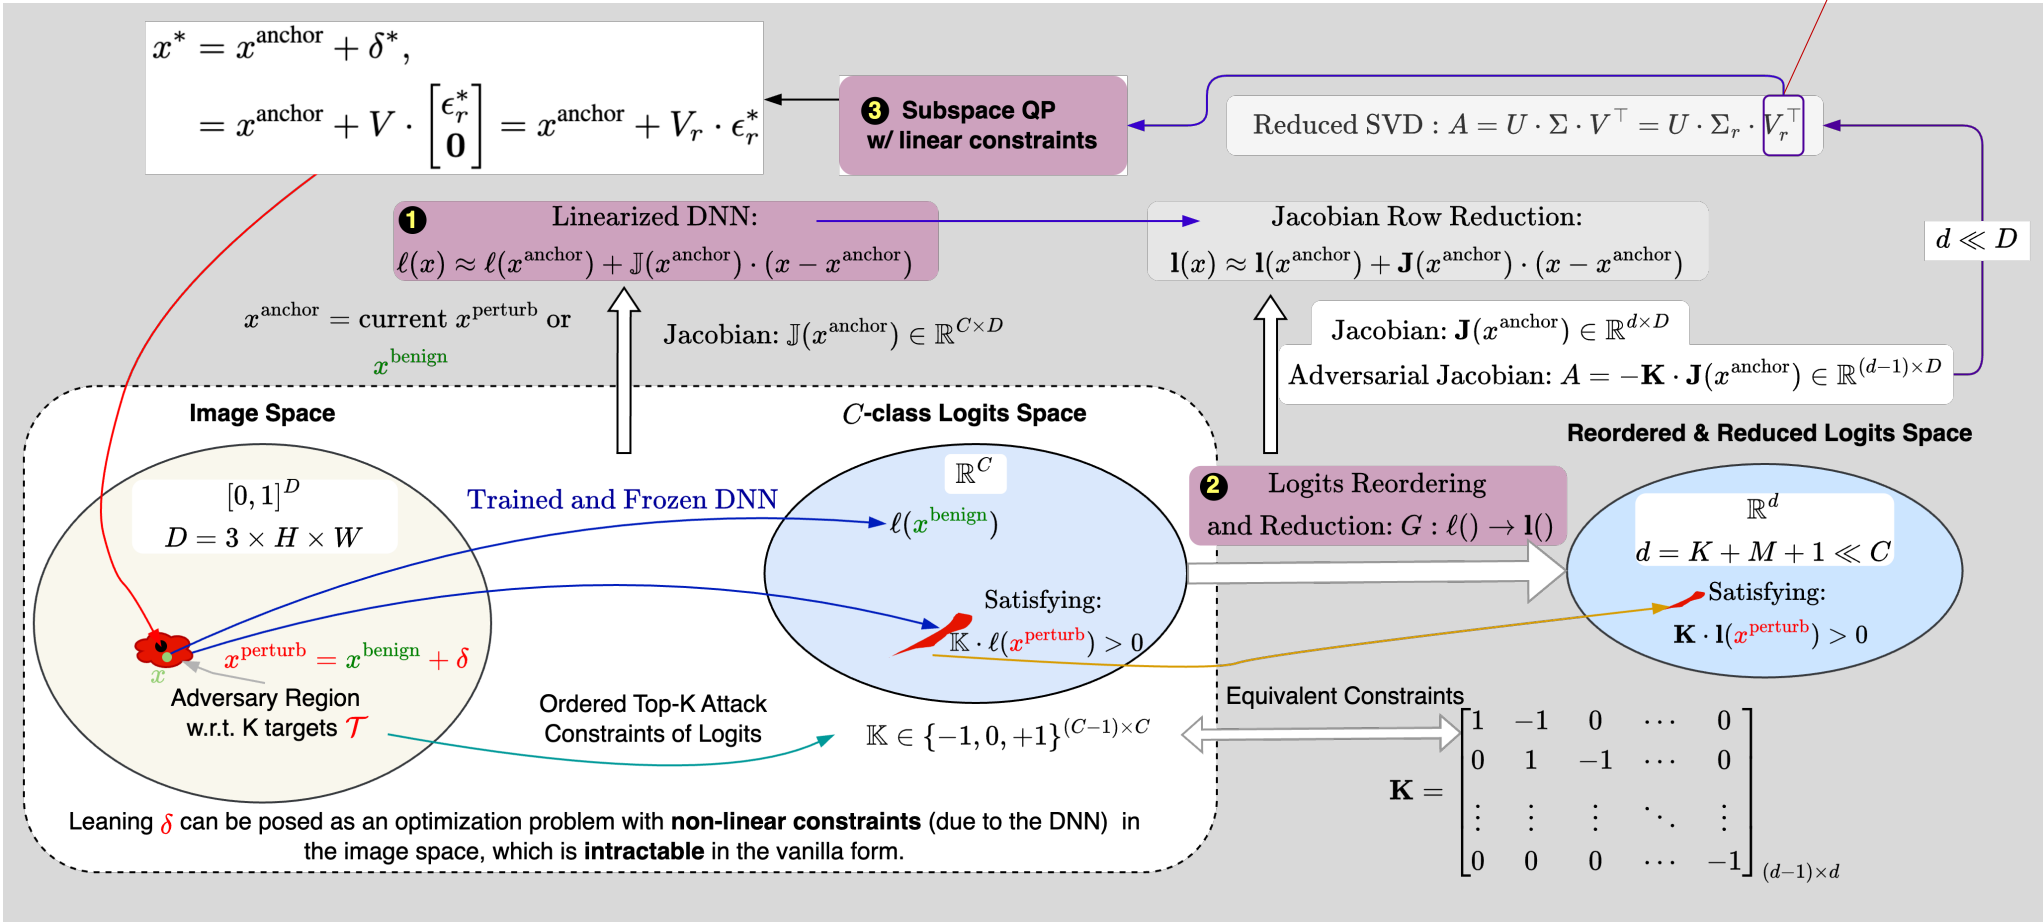 x* = x^anchor + δ*,
= x^anchor + V · [ϵ_r* 0] = x^anchor + V_r · ϵ_r*
3 Subspace QP
w/ linear constraints
Reduced SVD : A = U · Σ · V^⊤ = U · Σ_r · V_r^⊤
1 Linearized DNN:
ℓ(x) ≈ ℓ(x^anchor) + 𝕁(x^anchor) · (x − x^anchor)
Jacobian Row Reduction:
𝐥(x) ≈ 𝐥(x^anchor) + 𝐉(x^anchor) · (x − x^anchor)
d ≪ D
x^anchor = current x^perturb or
x^benign
Jacobian: 𝕁(x^anchor) ∈ ℝ^{C×D}
Jacobian: 𝐉(x^anchor) ∈ ℝ^{d×D}
Adversarial Jacobian: A = −𝐊 · 𝐉(x^anchor) ∈ ℝ^{(d−1)×D}
Image Space
[0, 1]^D
D = 3 × H × W
Trained and Frozen DNN
C-class Logits Space
ℝ^C
ℓ(x^benign)
Satisfying:
𝕂 · ℓ(x^perturb) > 0
2 Logits Reordering
and Reduction: G : ℓ() → 𝐥()
Reordered & Reduced Logits Space
ℝ^d
d = K + M + 1 ≪ C
Satisfying:
𝐊 · 𝐥(x^perturb) > 0
x^perturb = x^benign + δ
x
Adversary Region
w.r.t. K targets 𝒯
Ordered Top-K Attack
Constraints of Logits
𝕂 ∈ {−1, 0, +1}^{(C−1)×C}
Equivalent Constraints
𝐊 =
1 −1 0 ⋯ 0
0 1 −1 ⋯ 0
⋮ ⋮ ⋮ ⋱ ⋮
0 0 0 ⋯ −1
(d−1)×d
Leaning δ can be posed as an optimization problem with non-linear constraints (due to the DNN) in
the image space, which is intractable in the vanilla form.